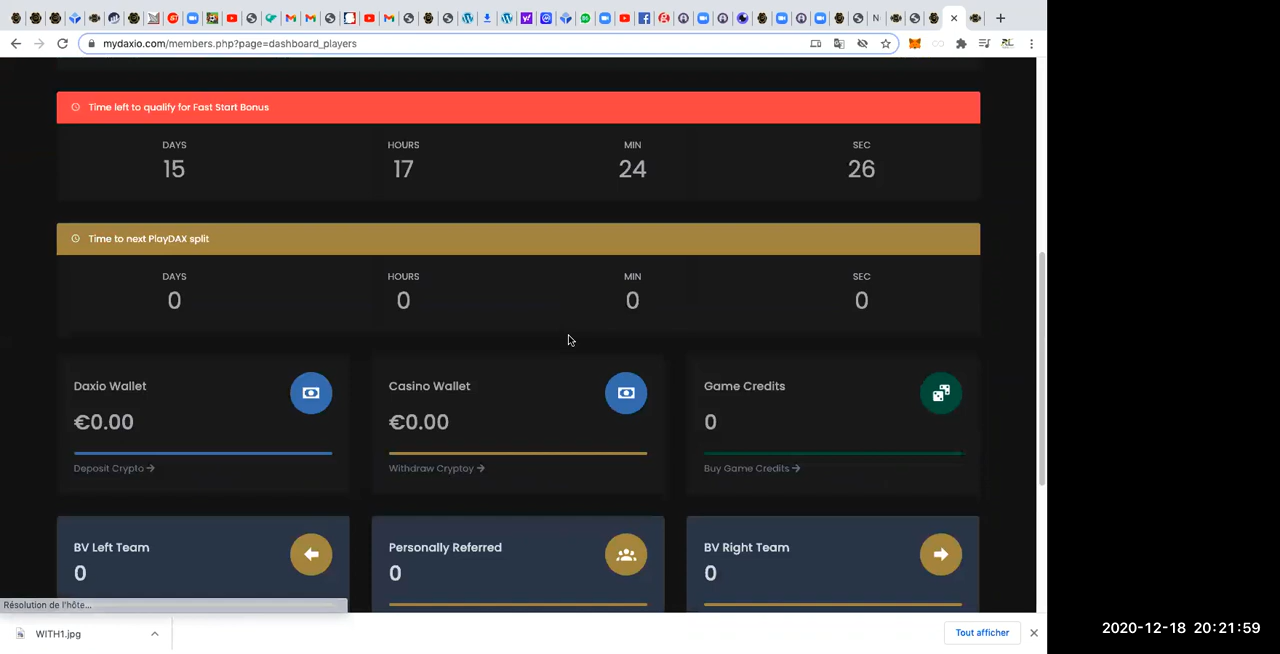 mydaxio.com/members.php?page=dashboard_players
Time left to qualify for Fast Start Bonus
DAYS HOURS MIN SEC
15 17 24 26
Time to next PlayDAX split
DAYS HOURS MIN SEC
0 0 0 0
Daxio Wallet
€0.00
Deposit Crypto →
Casino Wallet
€0.00
Withdraw Cryptoy →
Game Credits
0
Buy Game Credits →
BV Left Team
0
Personally Referred
0
BV Right Team
0
Résolution de l'hôte...
WITH1.jpg
Tout afficher
2020-12-18 20:21:59